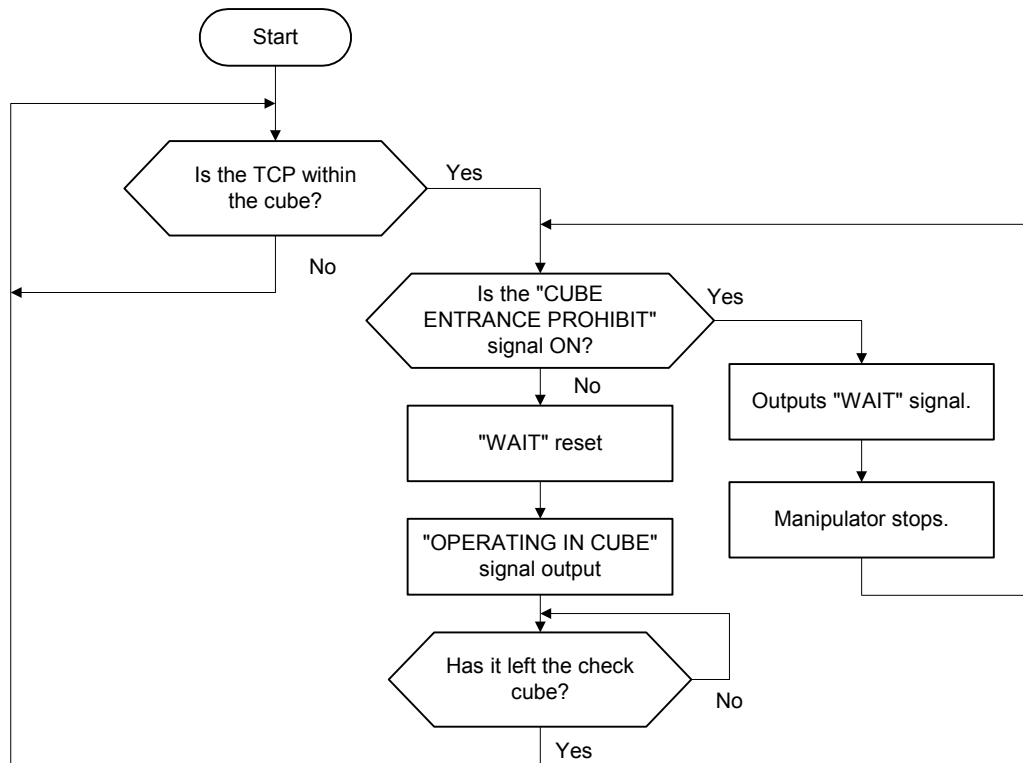 Start
Is the TCP within
the cube?
Yes
No
Is the "CUBE
ENTRANCE PROHIBIT"
signal ON?
Yes
No
Outputs "WAIT" signal.
"WAIT" reset
Manipulator stops.
"OPERATING IN CUBE"
signal output
Has it left the check
cube?
No
Yes